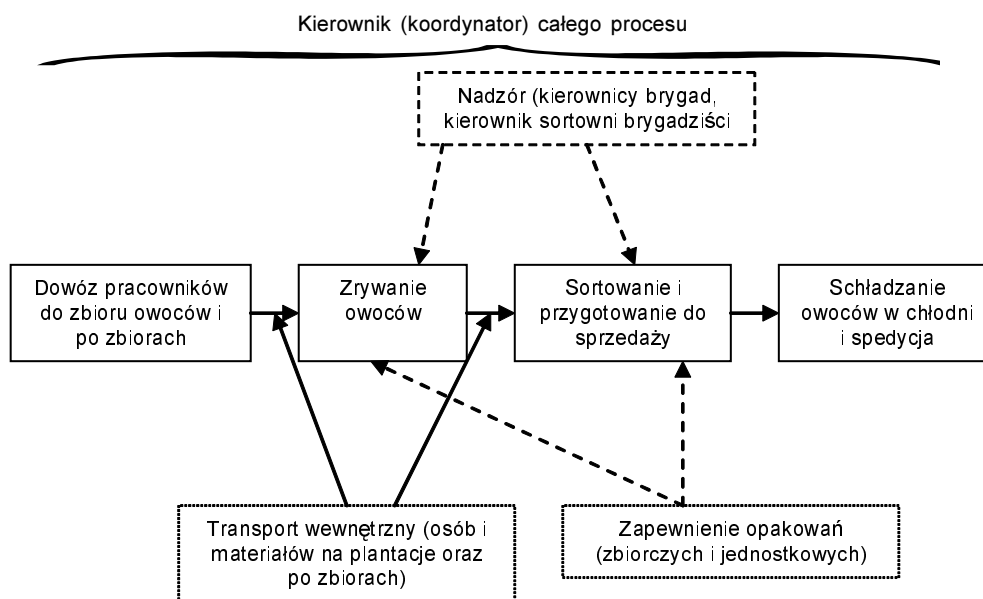 Kierownik (koordynator) całego procesu
Nadzór (kierownicy brygad,
kierownik sortowni brygadziści
Dowóz pracowników
do zbioru owoców i
po zbiorach
Zrywanie
owoców
Sortowanie i
przygotowanie do
sprzedaży
Schładzanie
owoców w chłodni
i spedycja
Transport wewnętrzny (osób i
materiałów na plantacje oraz
po zbiorach)
Zapewnienie opakowań
(zbiorczych i jednostkowych)